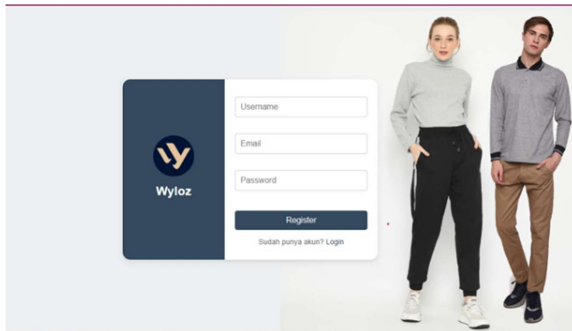 Username
Email
Password
Wyloz
Register
Sudah punya akun? Login